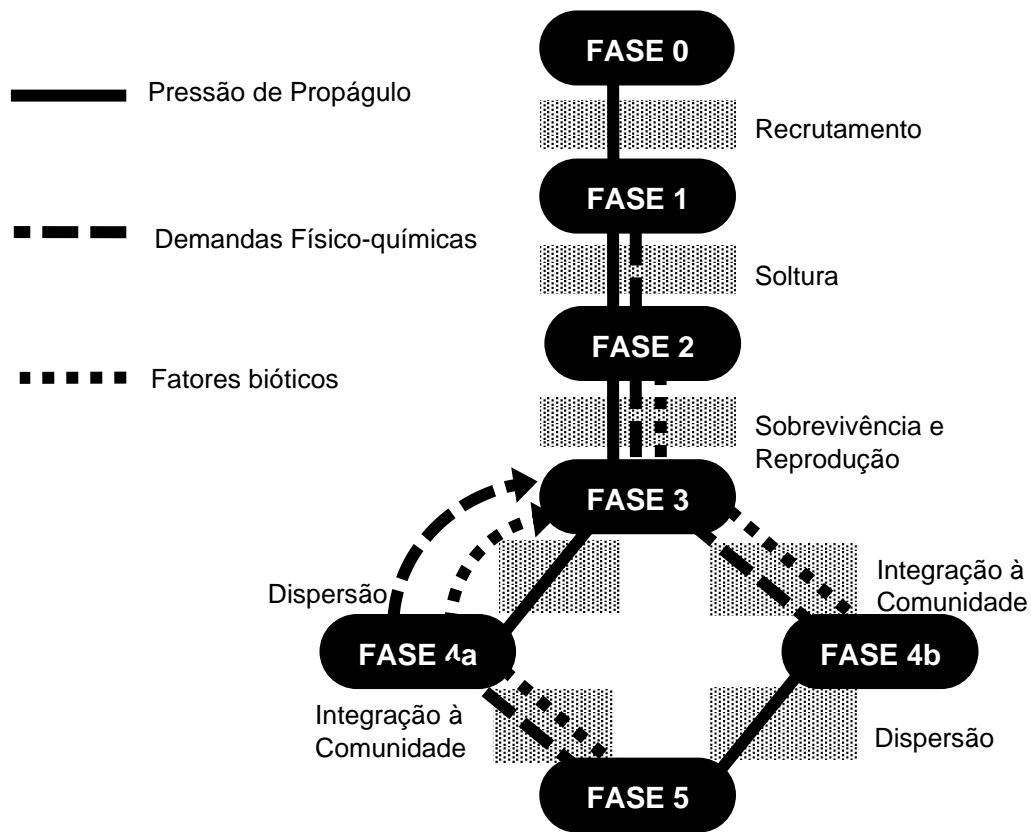 FASE 0
Pressão de Propágulo
Recrutamento
FASE 1
Demandas Físico-químicas
Soltura
FASE 2
Fatores bióticos
Sobrevivência e
Reprodução
FASE 3
Dispersão
Integração à
Comunidade
FASE 4a
FASE 4b
Integração à
Comunidade
Dispersão
FASE 5